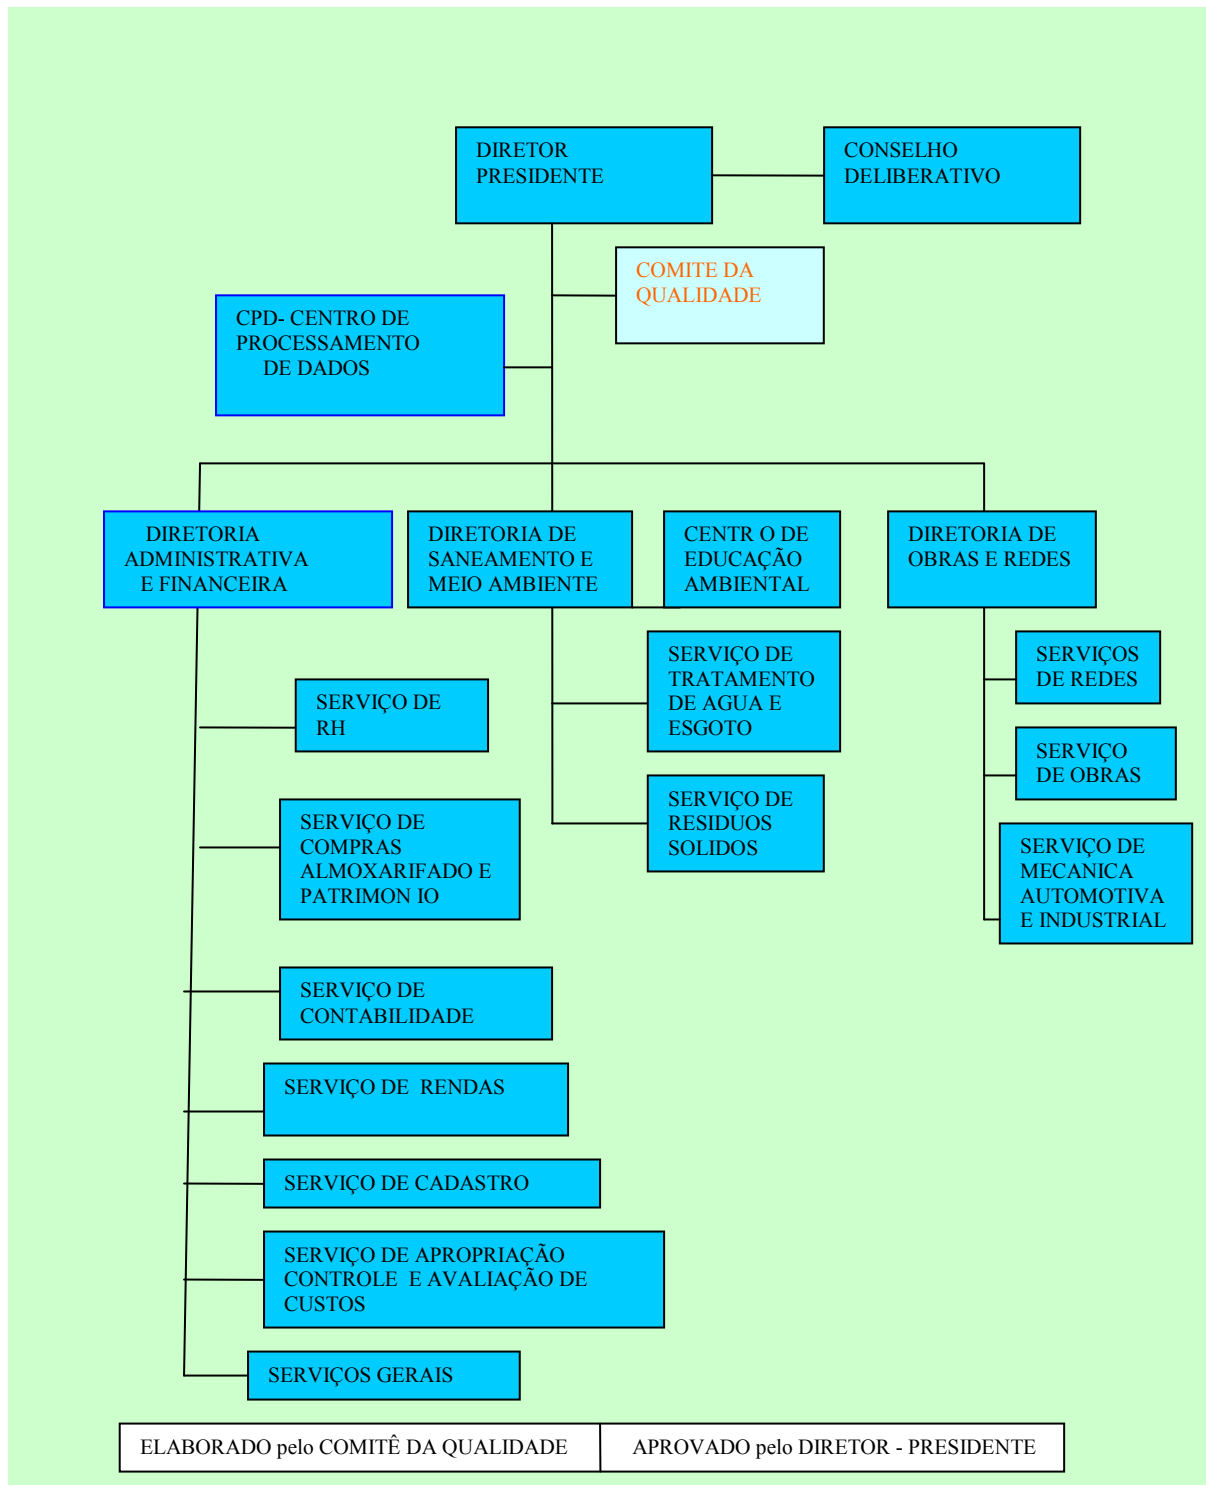 DIRETOR
PRESIDENTE
CONSELHO
DELIBERATIVO
COMITE DA
QUALIDADE
CPD- CENTRO DE
PROCESSAMENTO
DE DADOS
DIRETORIA
ADMINISTRATIVA
E FINANCEIRA
DIRETORIA DE
SANEAMENTO E
MEIO AMBIENTE
CENTR O DE
EDUCAÇÃO
AMBIENTAL
DIRETORIA DE
OBRAS E REDES
SERVIÇO DE
RH
SERVIÇO DE
COMPRAS
ALMOXARIFADO E
PATRIMON IO
SERVIÇO DE
CONTABILIDADE
SERVIÇO DE  RENDAS
SERVIÇO DE CADASTRO
SERVIÇO DE APROPRIAÇÃO
CONTROLE  E AVALIAÇÃO DE
CUSTOS
SERVIÇOS GERAIS
SERVIÇO DE
TRATAMENTO
DE AGUA E
ESGOTO
SERVIÇO DE
RESIDUOS
SOLIDOS
SERVIÇOS
DE REDES
SERVIÇO
DE OBRAS
SERVIÇO DE
MECANICA
AUTOMOTIVA
E INDUSTRIAL
ELABORADO pelo COMITÊ DA QUALIDADE
APROVADO pelo DIRETOR - PRESIDENTE